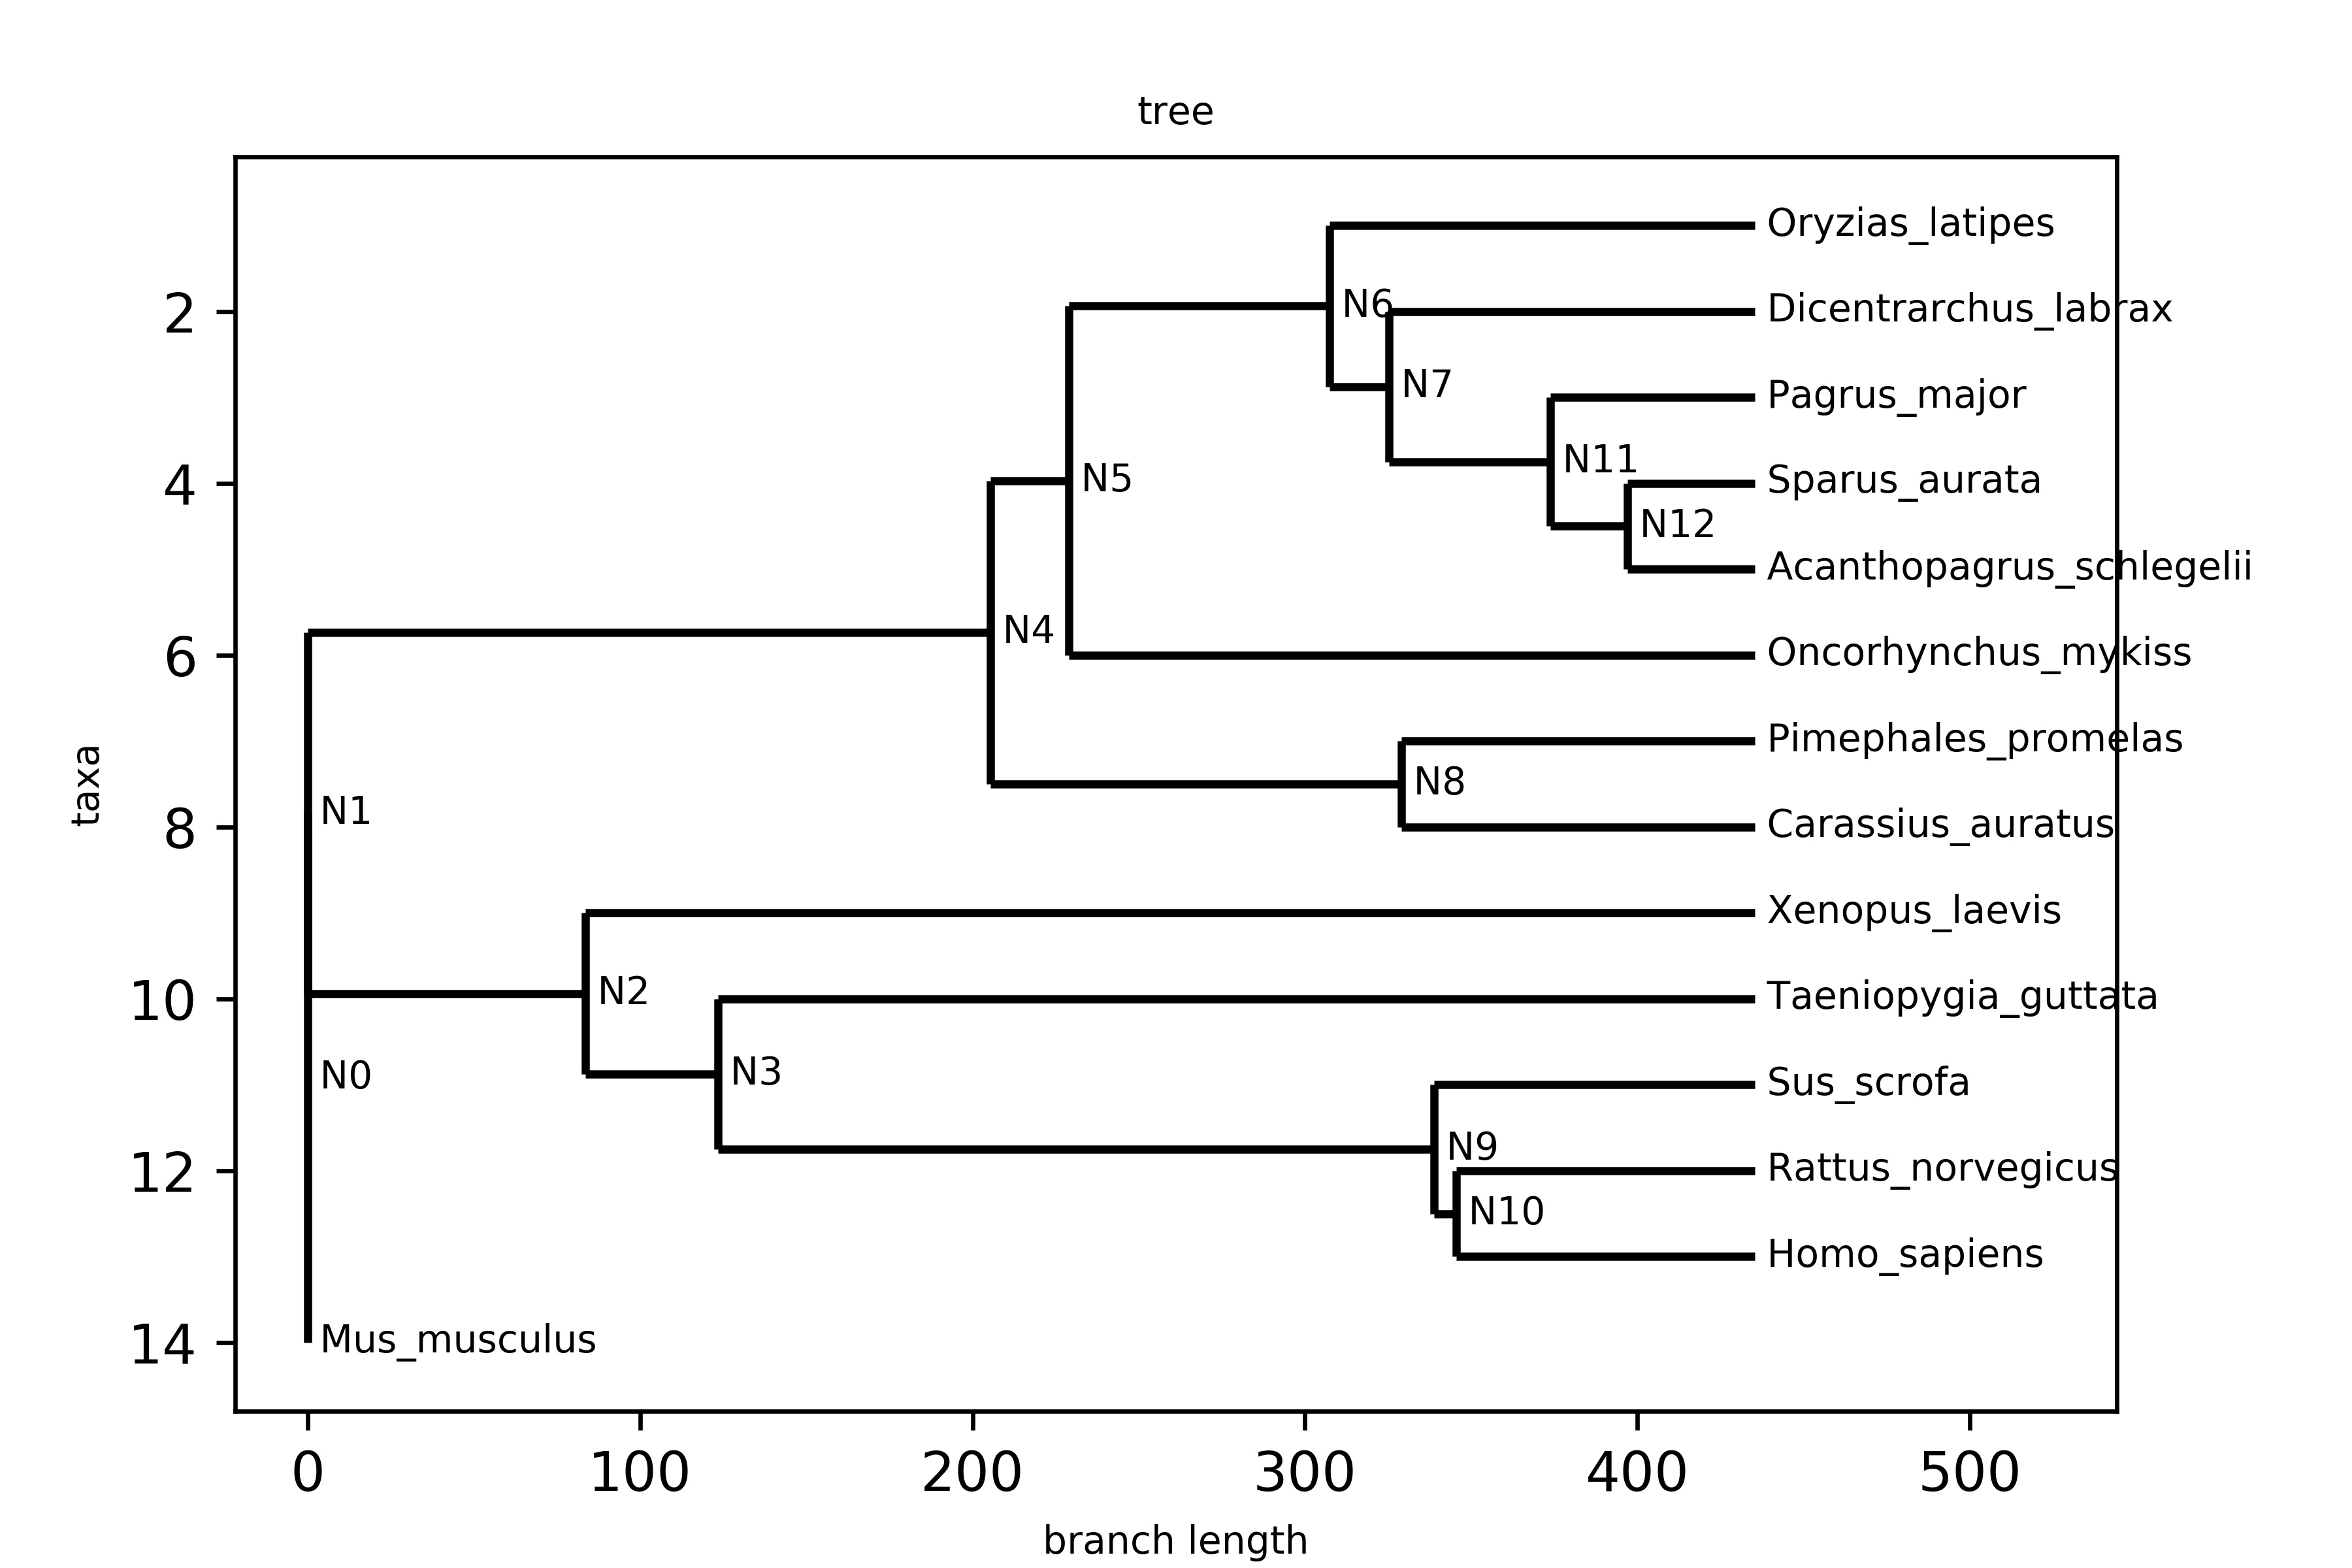 tree
Oryzias_latipes
N6
2
Dicentrarchus_labrax
N7
Pagrus_major
N11
4
N5
Sparus_aurata
N12
Acanthopagrus_schlegelii
N4
6
Oncorhynchus_mykiss
Pimephales_promelas
N8
taxa
N1
8
Carassius_auratus
Xenopus_laevis
N2
10
Taeniopygia_guttata
N3
N0
Sus_scrofa
N9
12
Rattus_norvegicus
N10
Homo_sapiens
14
Mus_musculus
0 100 200 300 400 500
branch length